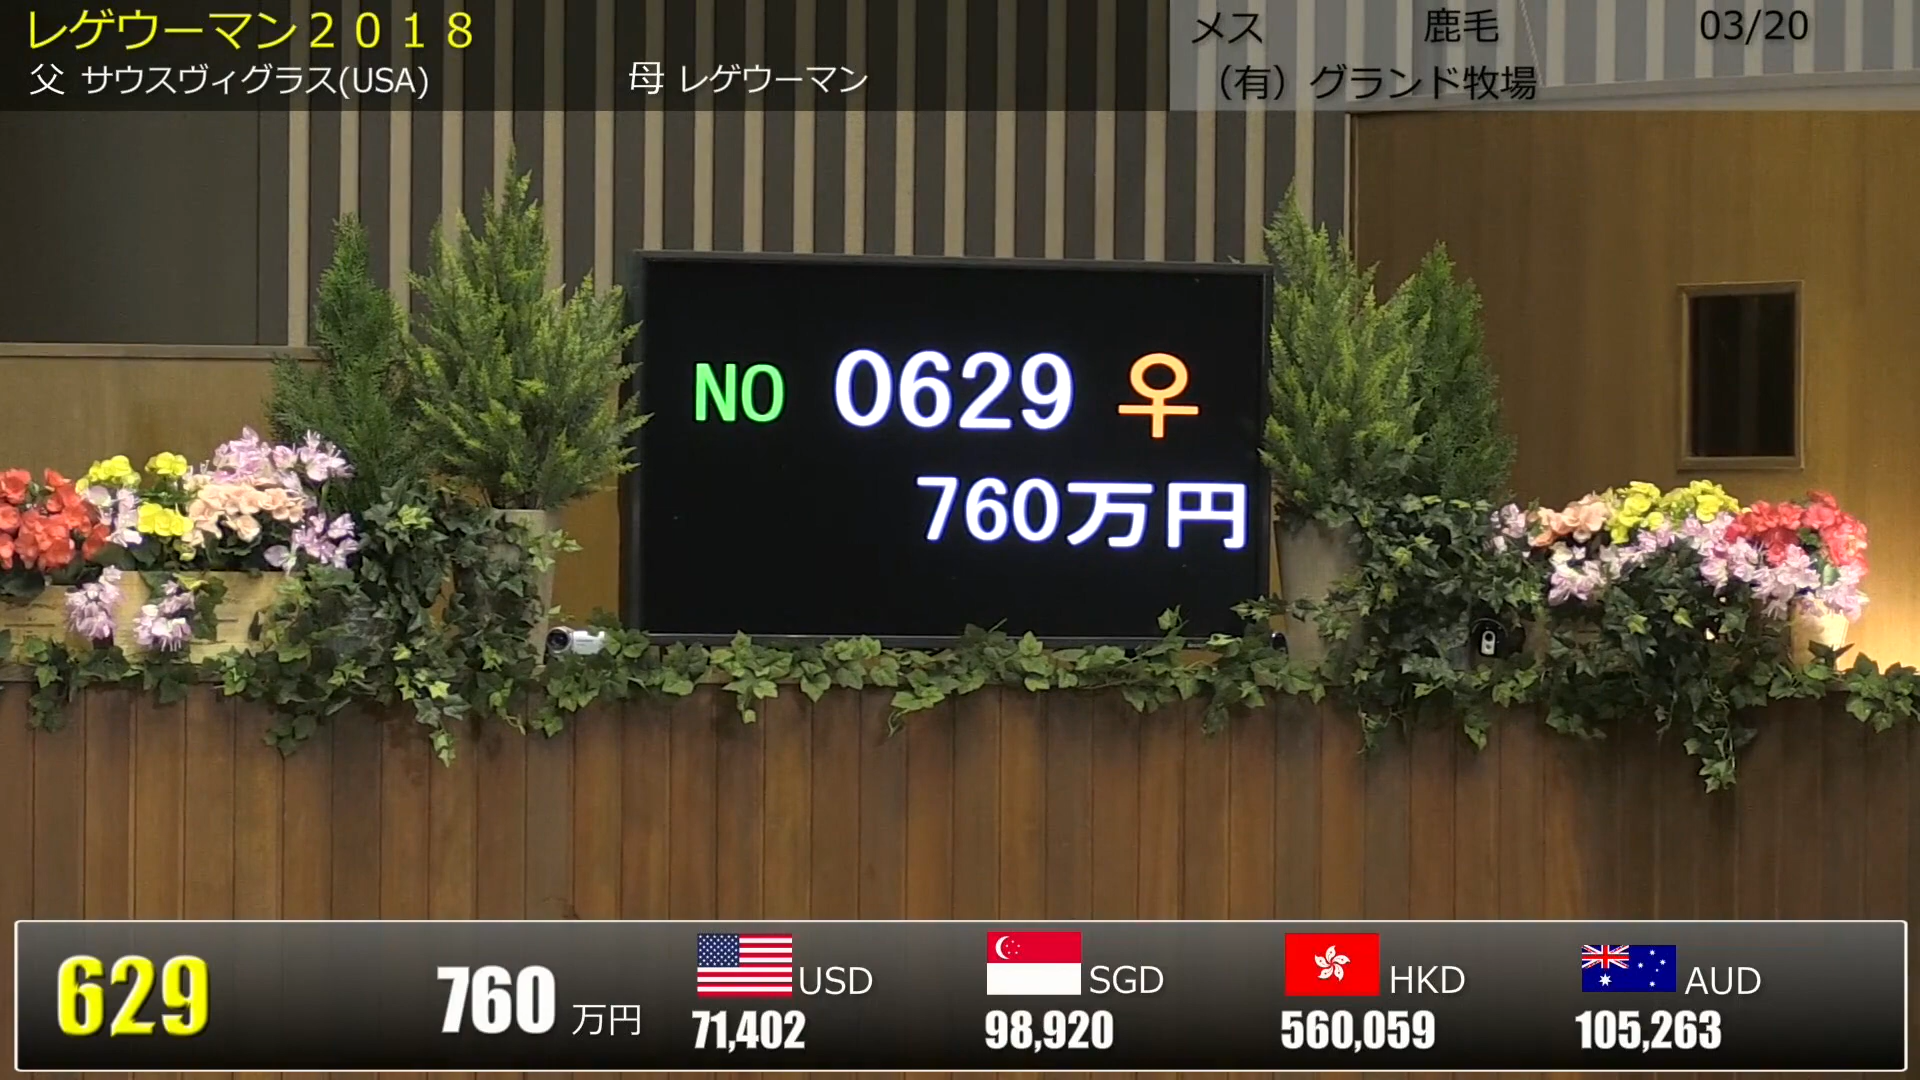 レゲウーマン２０１８
父 サウスヴィグラス(USA) 母 レゲウーマン
メス 鹿毛 03/20
（有）グランド牧場
NO 0629 ♀
760万円
629 760 万円
USD SGD HKD AUD
71,402 98,920 560,059 105,263